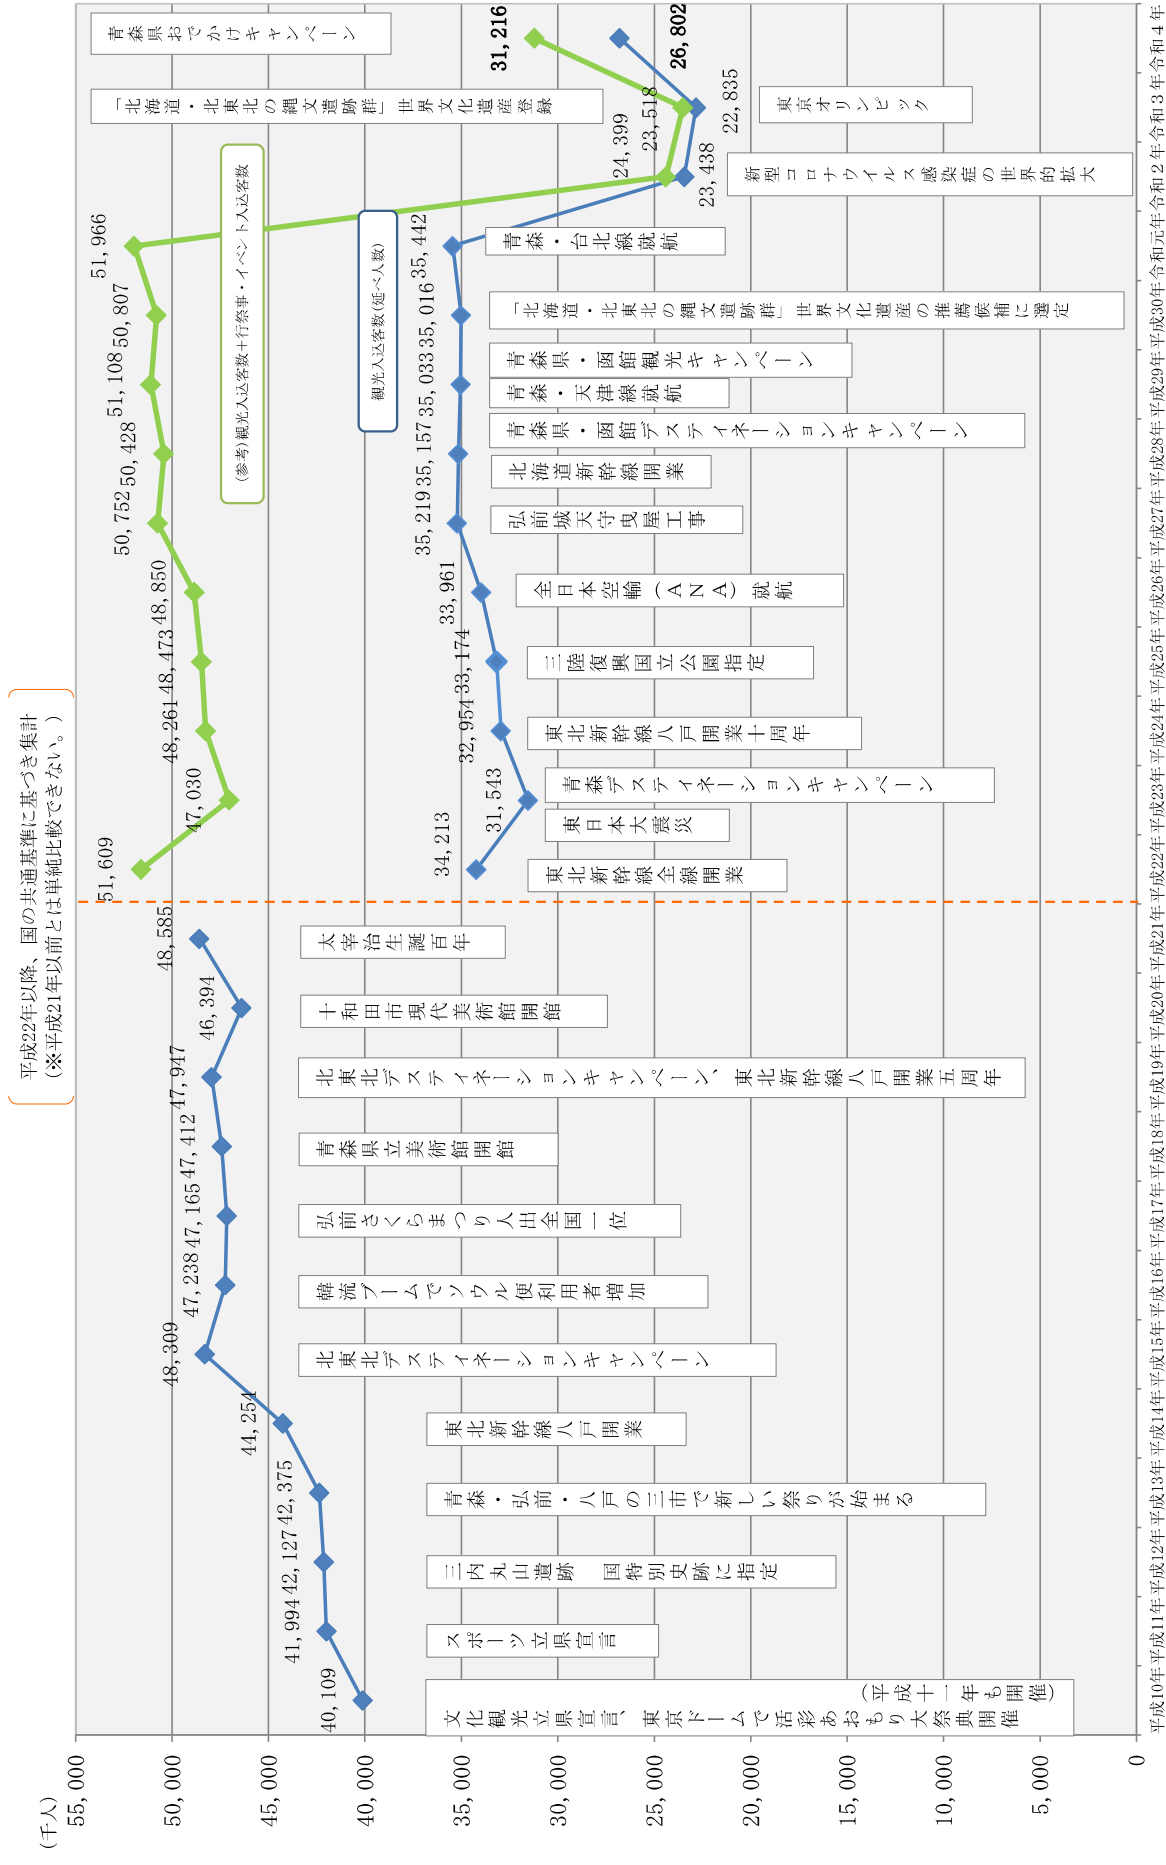 平成22年以降、国の共通基準に基づき集計
(※平成21年以前とは単純比較できない。)
(千人)
55,000
50,000
45,000
40,000
35,000
30,000
25,000
20,000
15,000
10,000
5,000
0
40,109
41,994
42,127
42,375
44,254
48,309
47,238
47,165
47,412
47,947
46,394
48,585
51,609
47,030
48,261
48,473
48,850
50,752
50,428
51,108
50,807
51,966
24,399
23,518
31,216
34,213
31,543
32,954
33,174
33,961
35,219
35,157
35,033
35,016
35,442
23,438
22,835
26,802
(参考)観光入込客数+行祭事・イベント入込客数
観光入込客数(延べ人数)
文化観光立県宣言、東京ドームで活彩あおもり大祭典開催
(平成十一年も開催)
スポーツ立県宣言
三内丸山遺跡 国特別史跡に指定
青森・弘前・八戸の三市で新しい祭りが始まる
東北新幹線八戸開業
北東北デスティネーションキャンペーン
韓流ブームでソウル便利用者増加
弘前さくらまつり人出全国一位
青森県立美術館開館
北東北デスティネーションキャンペーン、東北新幹線八戸開業五周年
十和田市現代美術館開館
太宰治生誕百年
東北新幹線全線開業
東日本大震災
青森デスティネーションキャンペーン
東北新幹線八戸開業十周年
三陸復興国立公園指定
全日本空輸(ANA)就航
弘前城天守曳屋工事
北海道新幹線開業
青森県・函館デスティネーションキャンペーン
青森・天津線就航
青森県・函館観光キャンペーン
「北海道・北東北の縄文遺跡群」世界文化遺産の推薦候補に選定
青森・台北線就航
新型コロナウイルス感染症の世界的拡大
東京オリンピック
「北海道・北東北の縄文遺跡群」世界文化遺産登録
青森県おでかけキャンペーン
平成10年
平成11年
平成12年
平成13年
平成14年
平成15年
平成16年
平成17年
平成18年
平成19年
平成20年
平成21年
平成22年
平成23年
平成24年
平成25年
平成26年
平成27年
平成28年
平成29年
平成30年
令和元年
令和2年
令和3年
令和4年